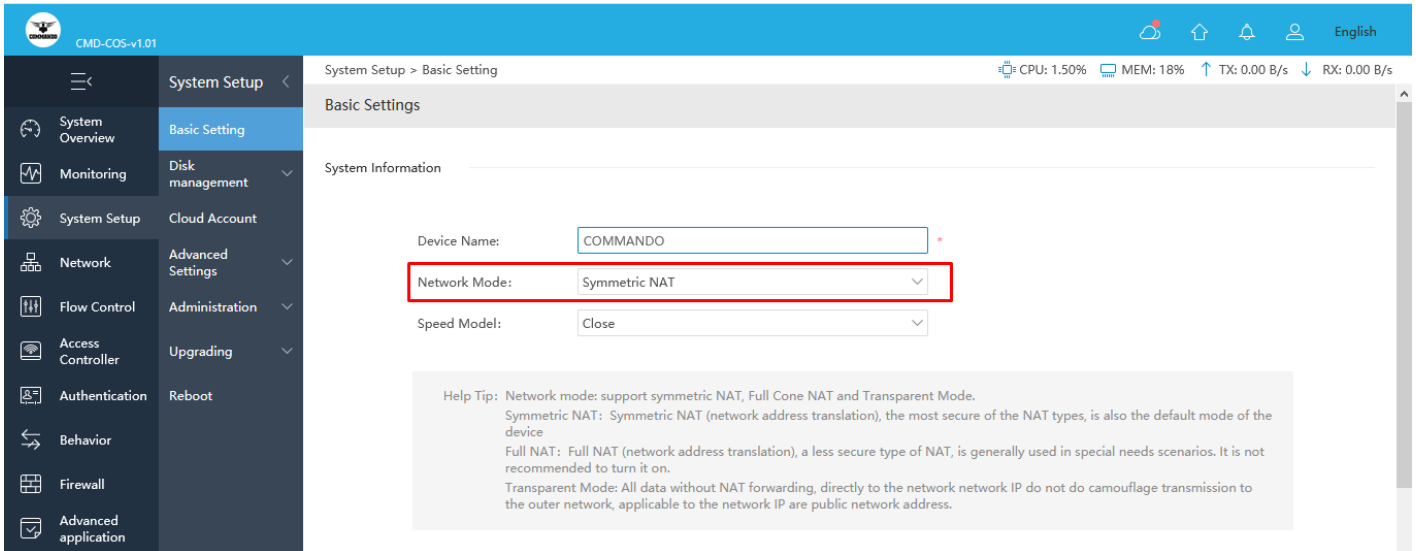 COMMANDO
CMD-COS-v1.01
English
System Setup
System Setup > Basic Setting
CPU: 1.50% MEM: 18% TX: 0.00 B/s RX: 0.00 B/s
Basic Settings
System
Overview
Monitoring
System Setup
Network
Flow Control
Access
Controller
Authentication
Behavior
Firewall
Advanced
application
Basic Setting
Disk
management
Cloud Account
Advanced
Settings
Administration
Upgrading
Reboot
System Information
Device Name: COMMANDO *
Network Mode: Symmetric NAT
Speed Model: Close
Help Tip: Network mode: support symmetric NAT, Full Cone NAT and Transparent Mode.
Symmetric NAT: Symmetric NAT (network address translation), the most secure of the NAT types, is also the default mode of the
device
Full NAT: Full NAT (network address translation), a less secure type of NAT, is generally used in special needs scenarios. It is not
recommended to turn it on.
Transparent Mode: All data without NAT forwarding, directly to the network network IP do not do camouflage transmission to
the outer network, applicable to the network IP are public network address.